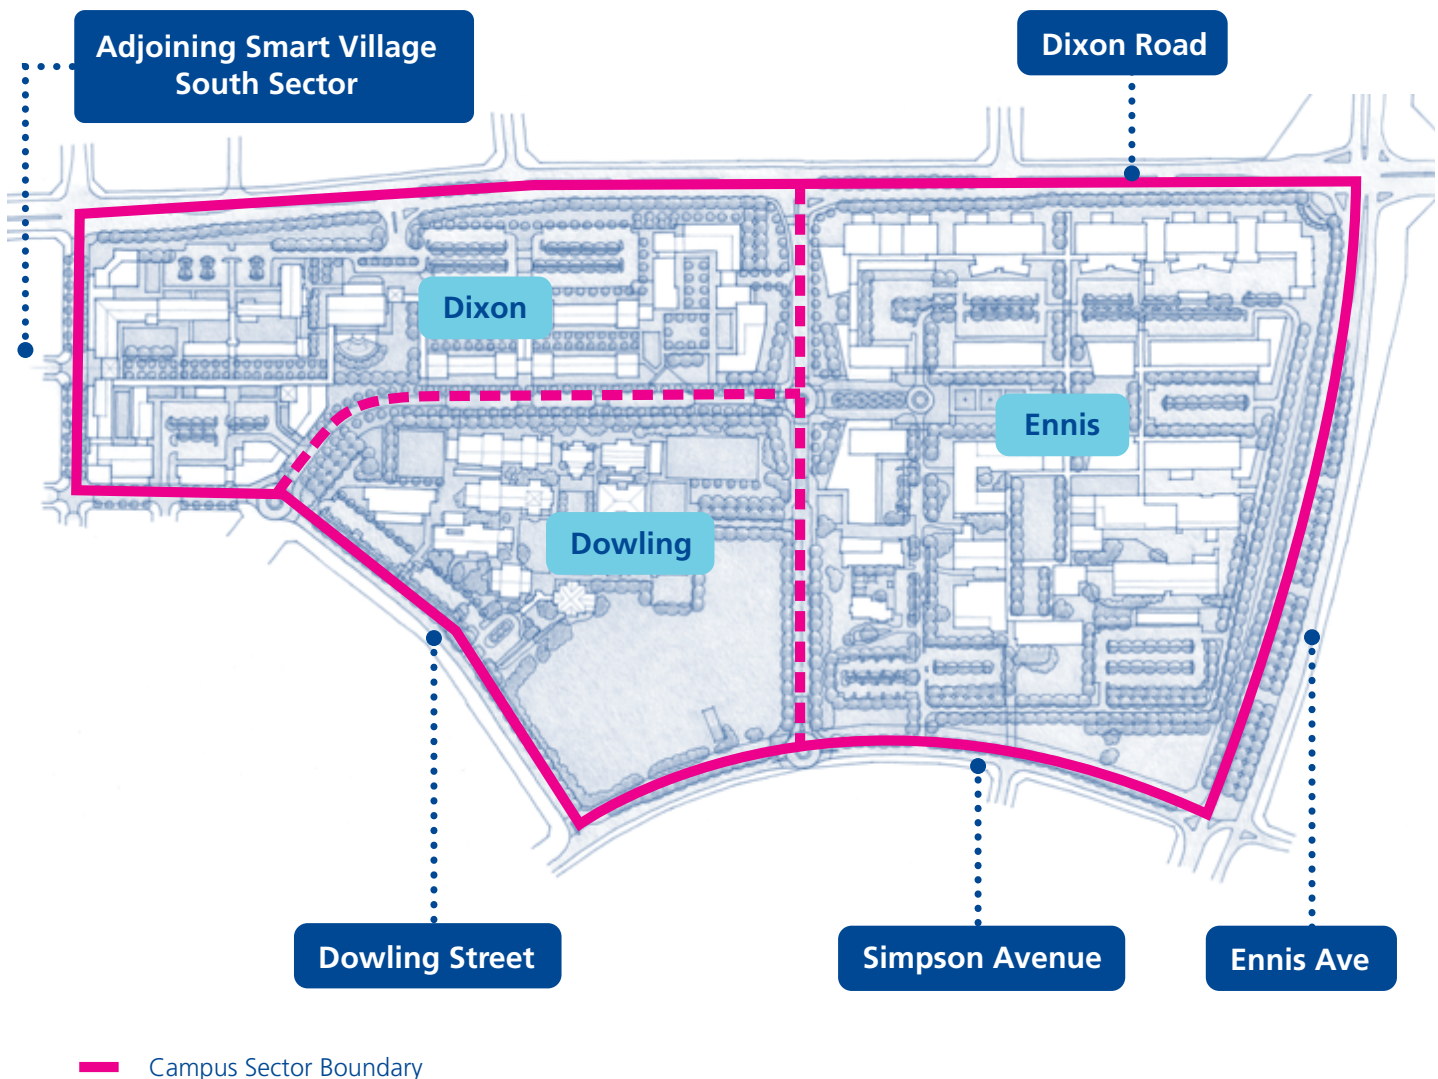 Adjoining Smart Village
South Sector
Dixon Road
Dixon
Ennis
Dowling
Dowling Street
Simpson Avenue
Ennis Ave
Campus Sector Boundary